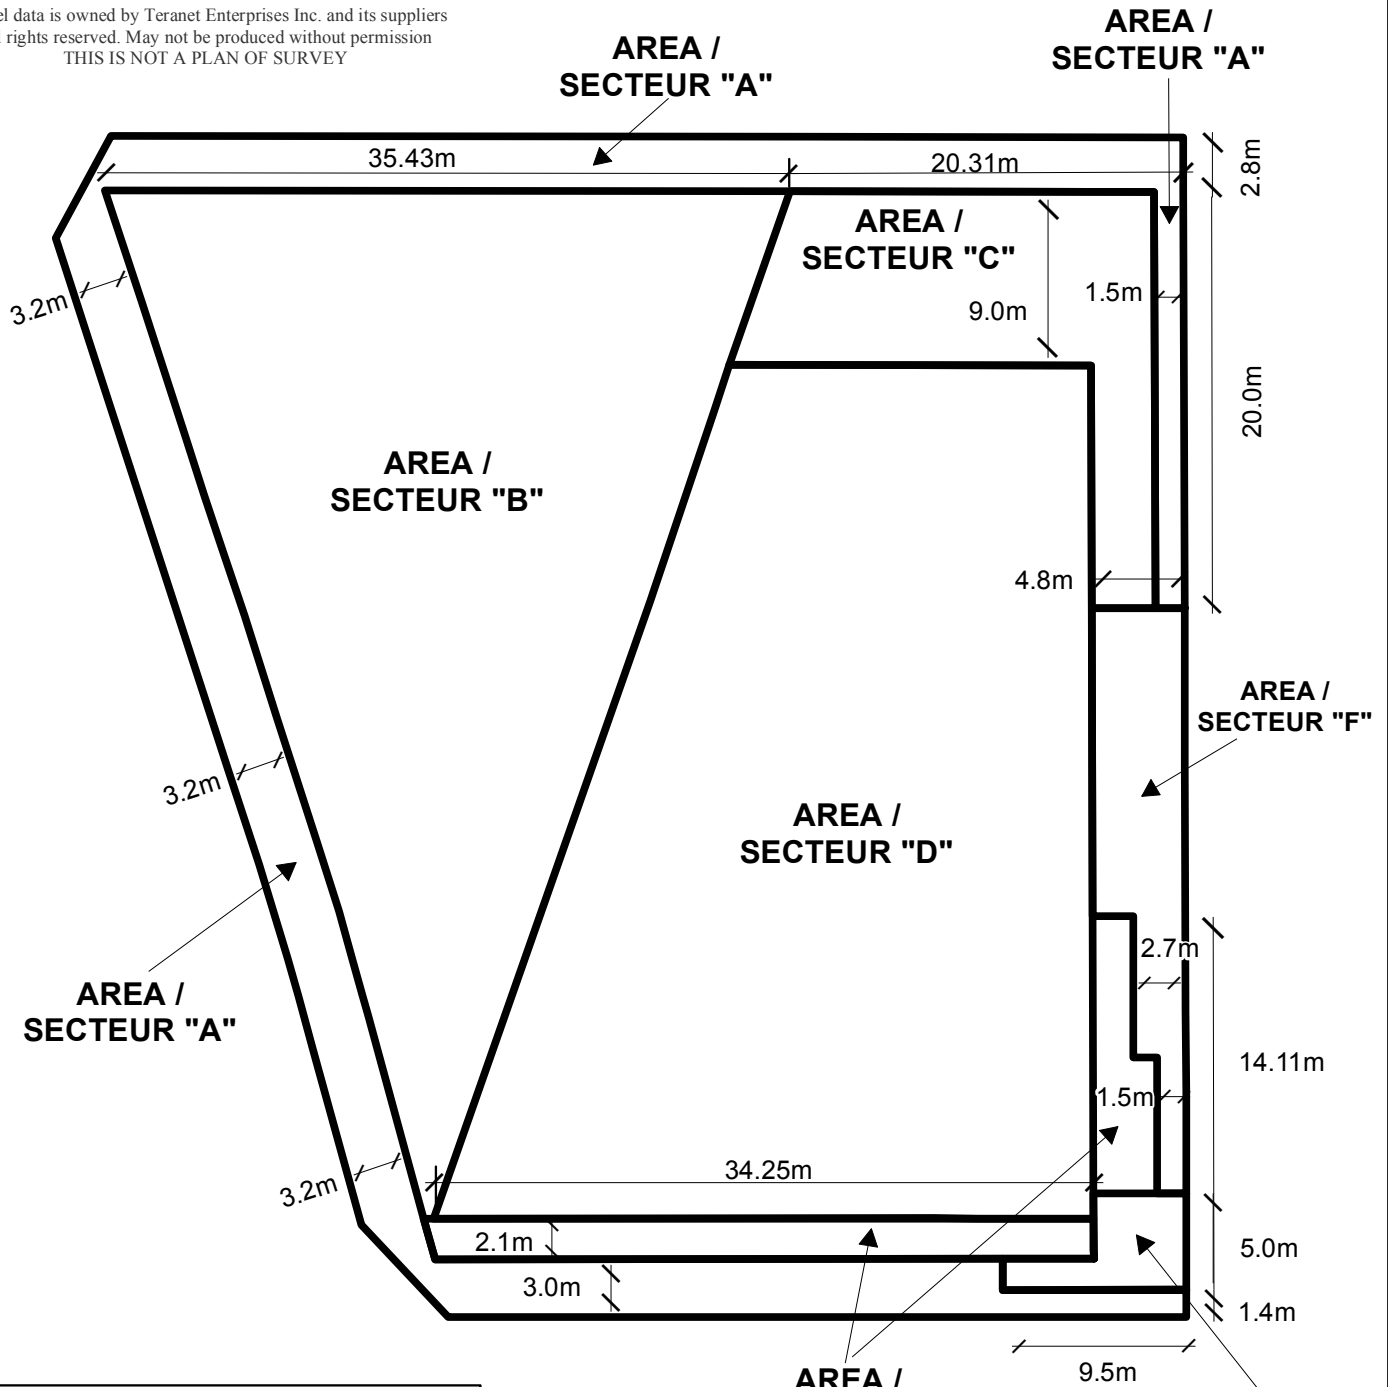 data is owned by Teranet Enterprises Inc. and its suppliers
rights reserved. May not be produced without permission
THIS IS NOT A PLAN OF SURVEY
AREA /
SECTEUR "A"
AREA /
SECTEUR "A"
35.43m
20.31m
2.8m
AREA /
SECTEUR "C"
3.2m
9.0m
1.5m
20.0m
AREA /
SECTEUR "B"
4.8m
AREA /
SECTEUR "F"
3.2m
AREA /
SECTEUR "D"
2.7m
AREA /
SECTEUR "A"
14.11m
1.5m
34.25m
3.2m
2.1m
5.0m
3.0m
1.4m
9.5m
AREA /